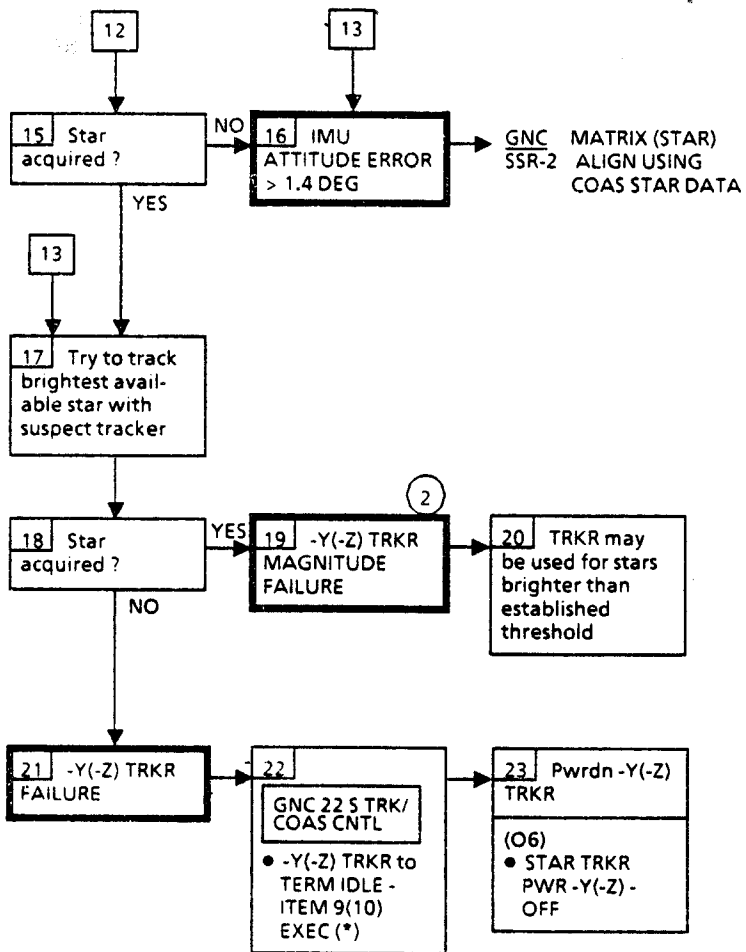 12
13
15 Star
acquired ?
NO
YES
16 IMU
ATTITUDE ERROR
> 1.4 DEG
GNC MATRIX (STAR)
SSR-2 ALIGN USING
COAS STAR DATA
13
17 Try to track
brightest avail-
able star with
suspect tracker
18 Star
acquired ?
YES
NO
2
19 -Y(-Z) TRKR
MAGNITUDE
FAILURE
20 TRKR may
be used for stars
brighter than
established
threshold
21 -Y(-Z) TRKR
FAILURE
22
GNC 22 S TRK/
COAS CNTL
● -Y(-Z) TRKR to
TERM IDLE -
ITEM 9(10)
EXEC (*)
23 Pwrdn -Y(-Z)
TRKR
(O6)
● STAR TRKR
PWR -Y(-Z) -
OFF